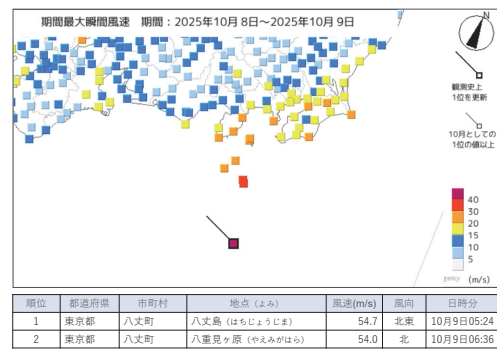 期間最大瞬間風速 期間：2025年10月 8日～2025年10月 9日
N
観測史上
1位を更新
10月としての
1位の値以上
40
30
20
15
10
5
gency (m/s)
順位 都道府県 市町村 地点（よみ） 風速(m/s) 風向 日時分
1 東京都 八丈町 八丈島（はちじょうじま） 54.7 北東 10月9日05:24
2 東京都 八丈町 八重見ヶ原（やえみがはら） 54.0 北 10月9日06:36